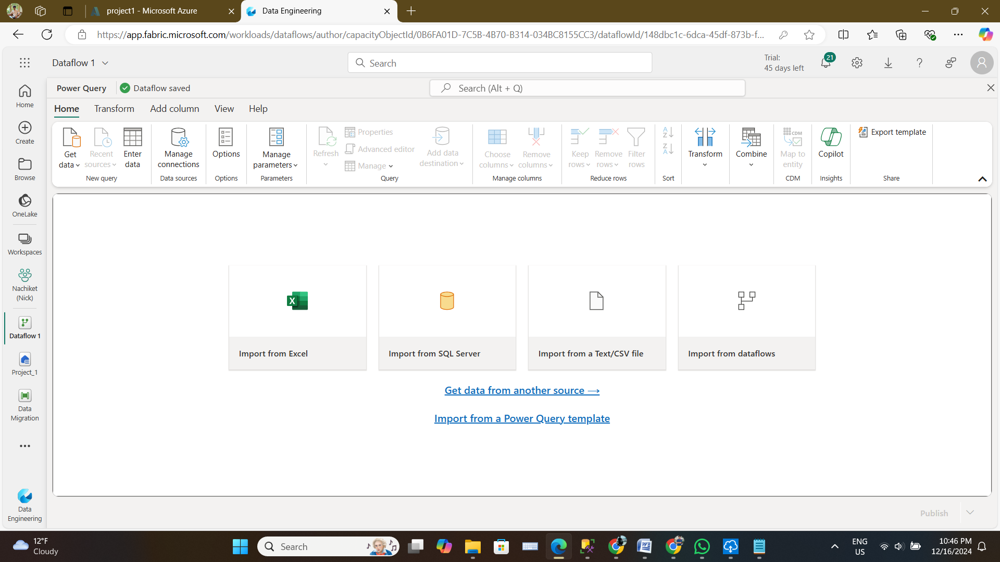 project1 - Microsoft Azure
Data Engineering
https://app.fabric.microsoft.com/workloads/dataflows/author/capacityObjectId/0B6FA01D-7C5B-4B70-B314-034BC8155CC3/dataflowId/148dbc1c-6dca-45df-873b-f...
Dataflow 1
Search
Trial:
45 days left
21
Power Query
Dataflow saved
Search (Alt + Q)
Home
Transform
Add column
View
Help
Get data
Recent sources
Enter data
New query
Manage connections
Data sources
Options
Options
Manage parameters
Parameters
Refresh
Properties
Advanced editor
Manage
Add data destination
Query
Choose columns
Remove columns
Manage columns
Keep rows
Remove rows
Filter rows
Reduce rows
A
Z
Z
A
Sort
Transform
Combine
CDM
Map to entity
CDM
Copilot
Insights
Export template
Share
Home
Create
Browse
OneLake
Workspaces
Nachiket
(Nick)
Dataflow 1
Project_1
Data
Migration
Data
Engineering
X
Import from Excel
Import from SQL Server
Import from a Text/CSV file
Import from dataflows
Get data from another source
Import from a Power Query template
Publish
12°F
Cloudy
Search
W
ENG
US
10:46 PM
12/16/2024